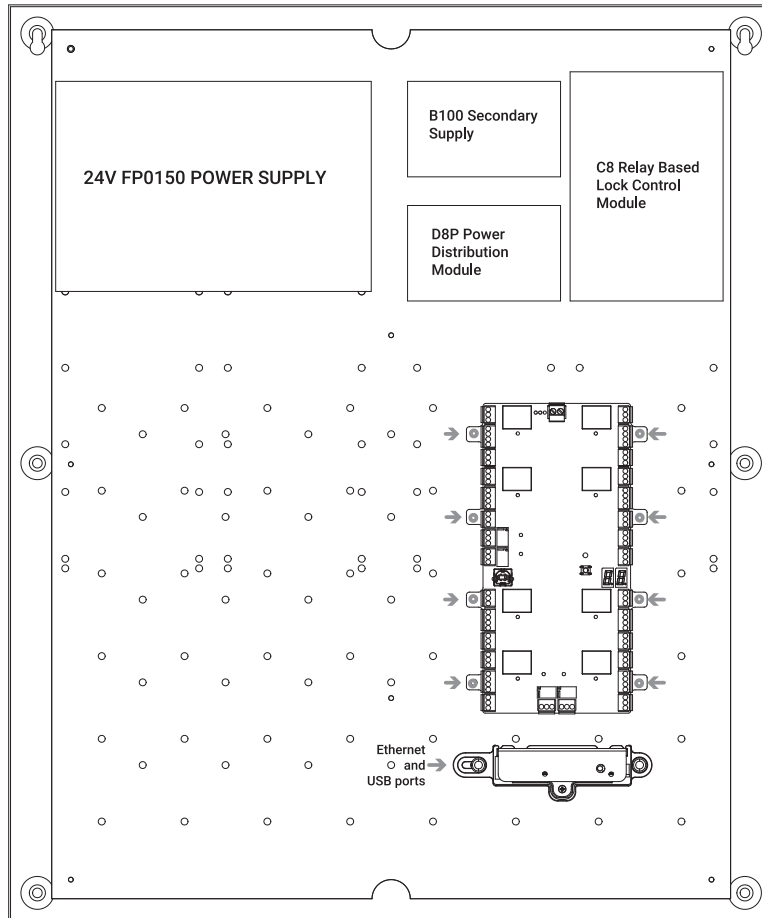 24V FP0150 POWER SUPPLY
B100 Secondary
Supply
C8 Relay Based
Lock Control
Module
D8P Power
Distribution
Module
Ethernet
and
USB ports